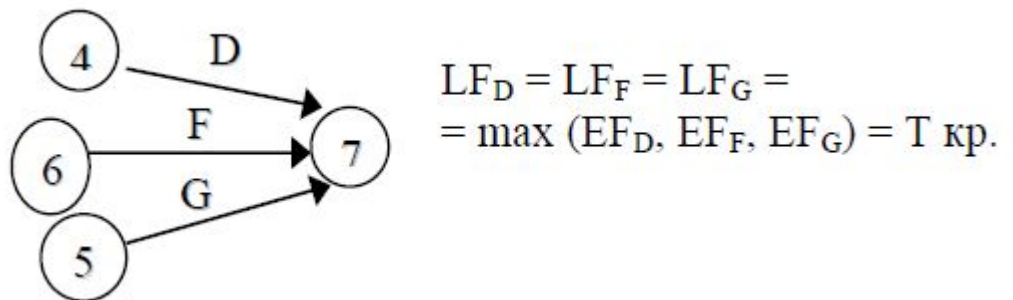 4
D
F
6
7
G
5
LF_D = LF_F = LF_G =
= max (EF_D, EF_F, EF_G) = Т кр.